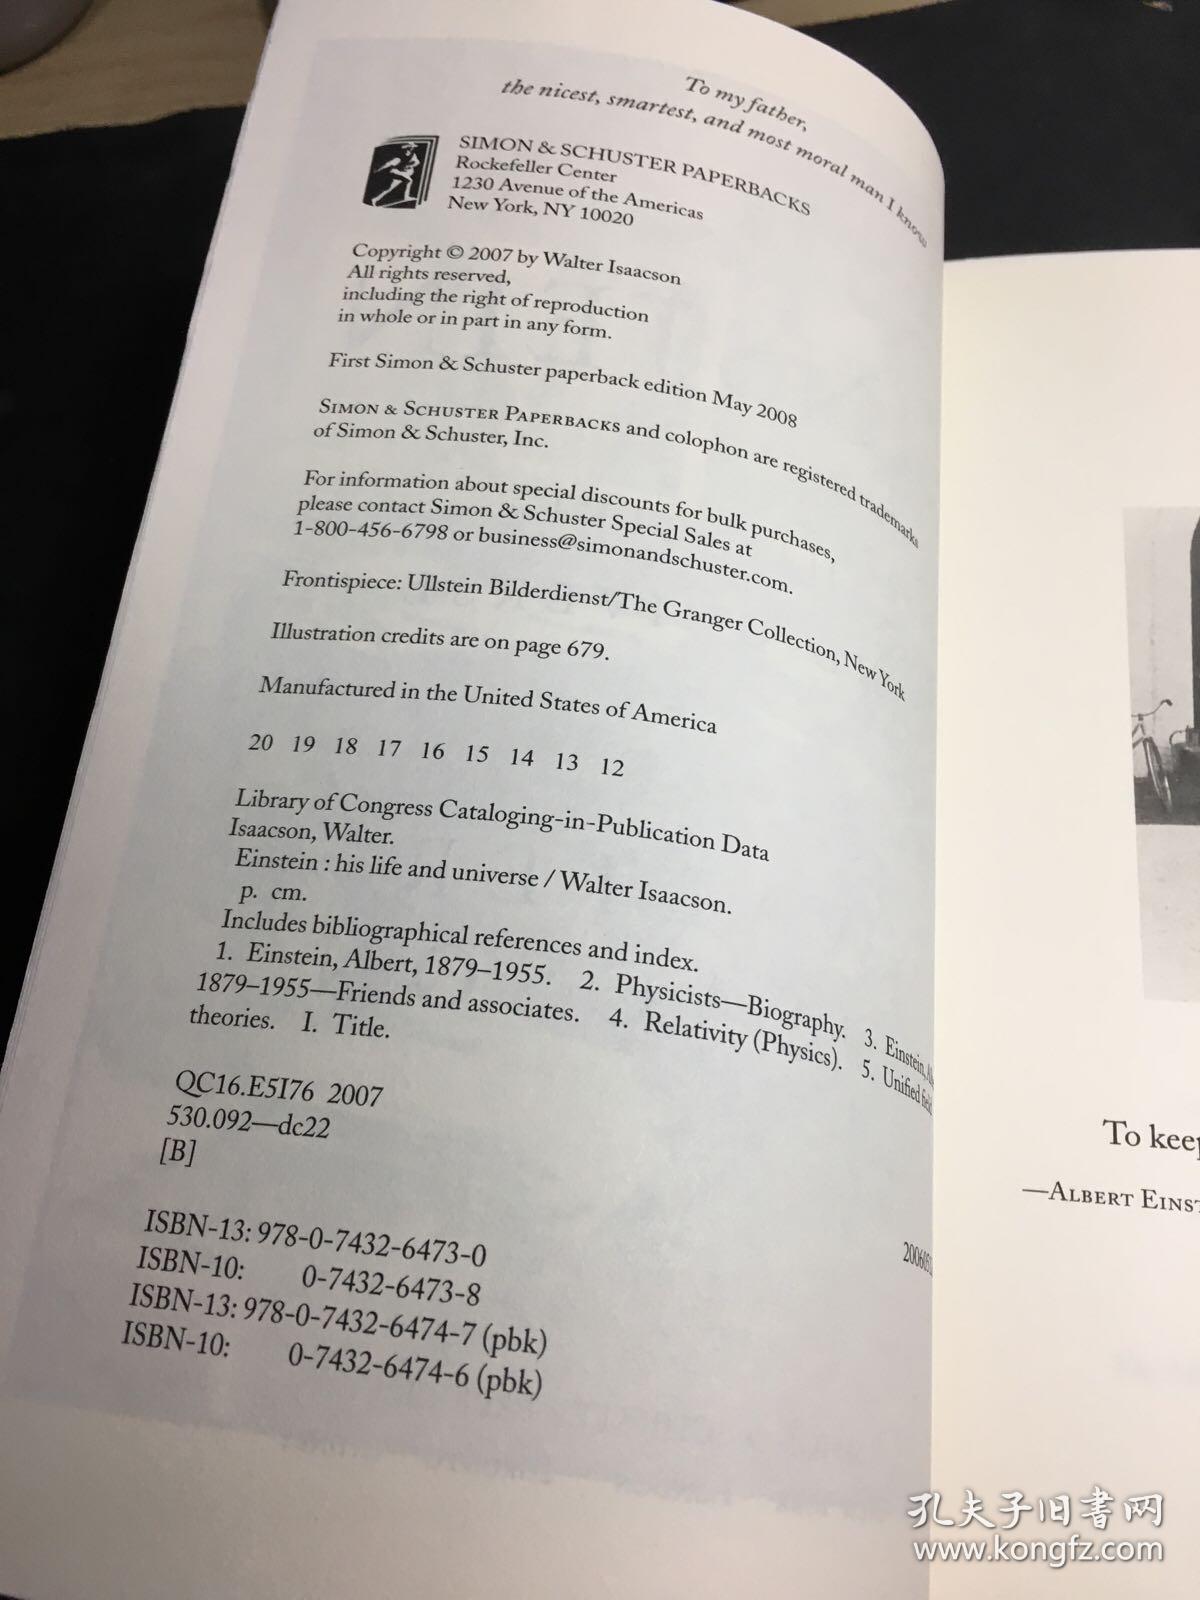 To my father,
the nicest, smartest, and most moral man I know
SIMON & SCHUSTER PAPERBACKS
Rockefeller Center
1230 Avenue of the Americas
New York, NY 10020
Copyright © 2007 by Walter Isaacson
All rights reserved,
including the right of reproduction
in whole or in part in any form.
First Simon & Schuster paperback edition May 2008
SIMON & SCHUSTER PAPERBACKS and colophon are registered trademarks
of Simon & Schuster, Inc.
For information about special discounts for bulk purchases,
please contact Simon & Schuster Special Sales at
1-800-456-6798 or business@simonandschuster.com.
Frontispiece: Ullstein Bilderdienst/The Granger Collection, New York
Illustration credits are on page 679.
Manufactured in the United States of America
20 19 18 17 16 15 14 13 12
Library of Congress Cataloging-in-Publication Data
Isaacson, Walter.
Einstein : his life and universe / Walter Isaacson.
p. cm.
Includes bibliographical references and index.
1. Einstein, Albert, 1879–1955. 2. Physicists—Biography. 3. Einstein,
1879–1955—Friends and associates. 4. Relativity (Physics). 5. Unified field
theories. I. Title.
QC16.E5I76 2007
530.092—dc22
[B]
ISBN-13: 978-0-7432-6473-0
ISBN-10: 0-7432-6473-8
ISBN-13: 978-0-7432-6474-7 (pbk)
ISBN-10: 0-7432-6474-6 (pbk)
To keep
—ALBERT EINST
孔夫子旧书网
www.kongfz.com